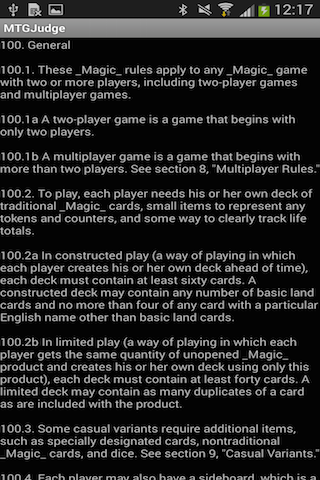 12:17
MTGJudge
100. General
100.1. These _Magic_ rules apply to any _Magic_ game
with two or more players, including two-player games
and multiplayer games.
100.1a A two-player game is a game that begins with
only two players.
100.1b A multiplayer game is a game that begins with
more than two players. See section 8, "Multiplayer Rules."
100.2. To play, each player needs his or her own deck of
traditional _Magic_ cards, small items to represent any
tokens and counters, and some way to clearly track life
totals.
100.2a In constructed play (a way of playing in which
each player creates his or her own deck ahead of time),
each deck must contain at least sixty cards. A
constructed deck may contain any number of basic land
cards and no more than four of any card with a particular
English name other than basic land cards.
100.2b In limited play (a way of playing in which each
player gets the same quantity of unopened _Magic_
product and creates his or her own deck using only this
product), each deck must contain at least forty cards. A
limited deck may contain as many duplicates of a card
as are included with the product.
100.3. Some casual variants require additional items,
such as specially designated cards, nontraditional
_Magic_ cards, and dice. See section 9, "Casual Variants."
100.4. Each player may also have a sideboard, which is a